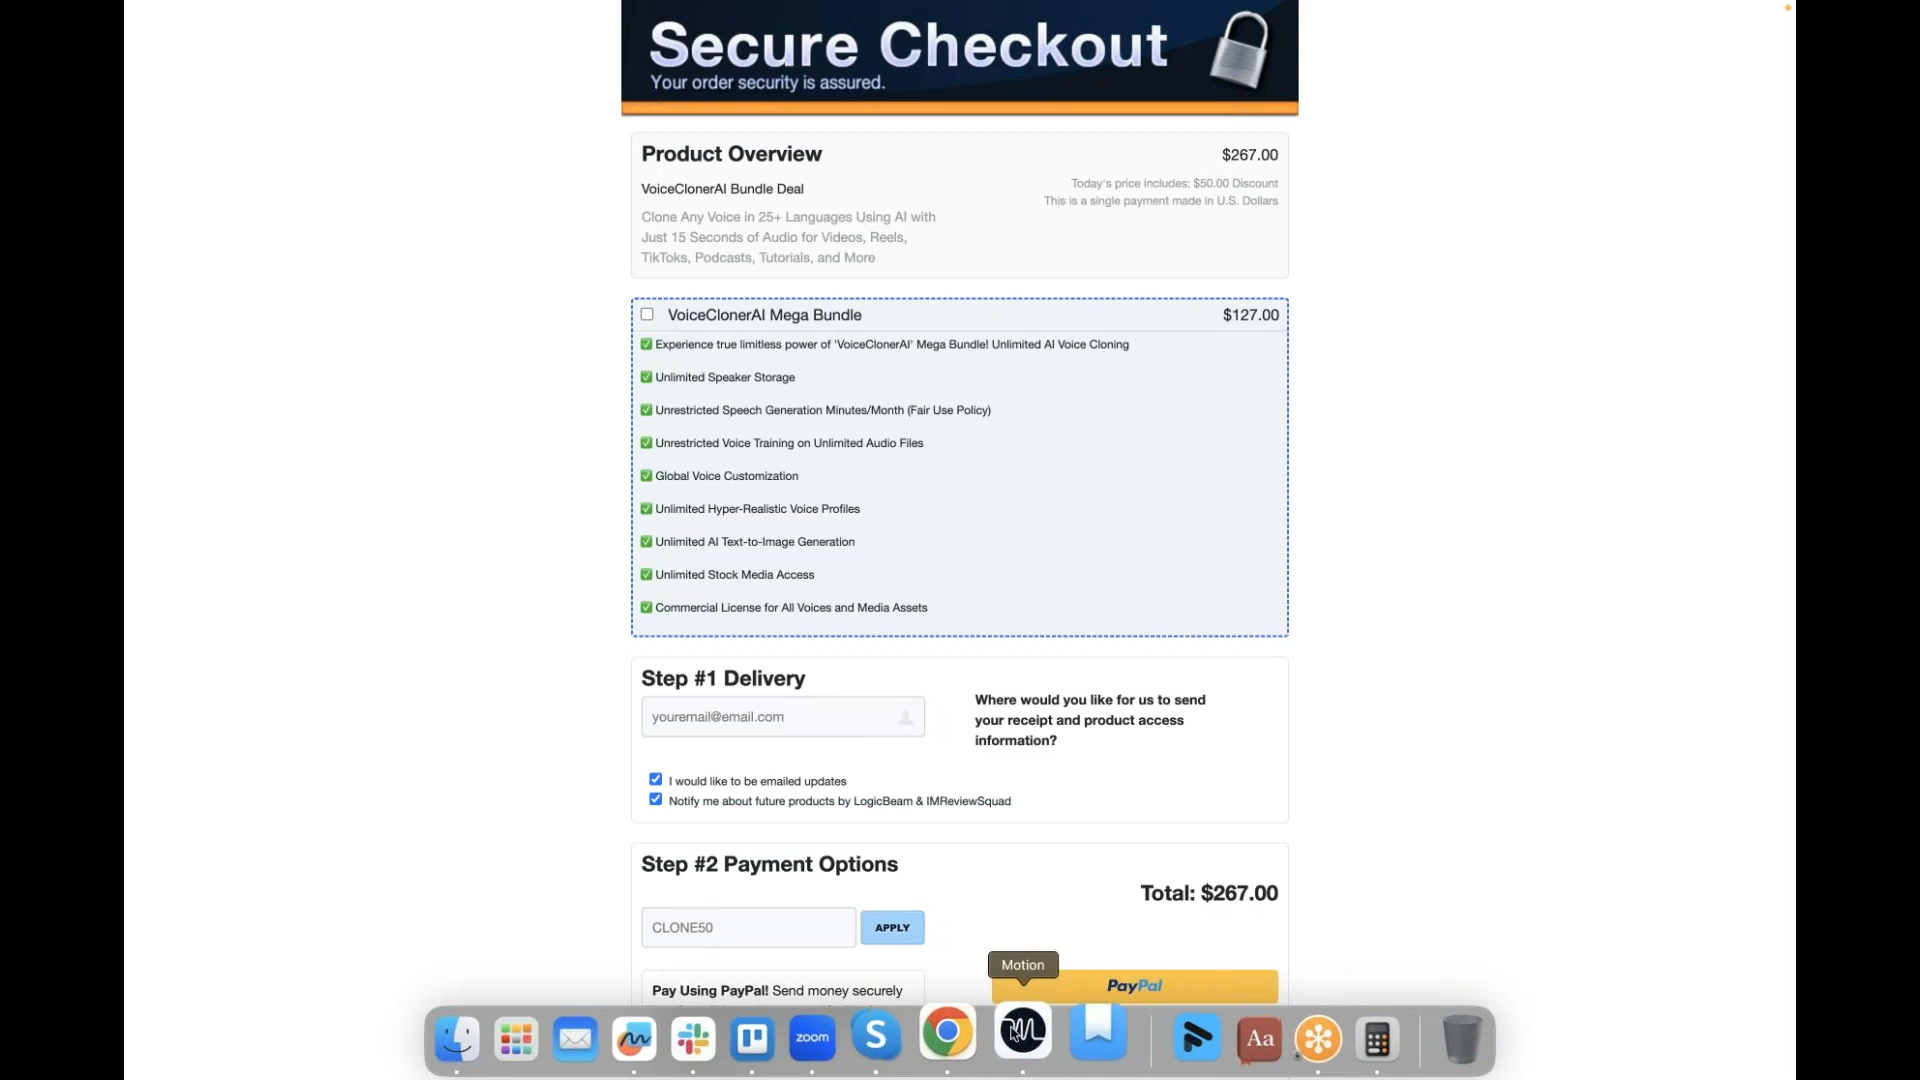 Secure Checkout
Your order security is assured.
Product Overview
$267.00
VoiceClonerAI Bundle Deal
Today's price includes: $50.00 Discount
This is a single payment made in U.S. Dollars
Clone Any Voice in 25+ Languages Using AI with
Just 15 Seconds of Audio for Videos, Reels,
TikToks, Podcasts, Tutorials, and More
VoiceClonerAI Mega Bundle
$127.00
Experience true limitless power of 'VoiceClonerAI' Mega Bundle! Unlimited AI Voice Cloning
Unlimited Speaker Storage
Unrestricted Speech Generation Minutes/Month (Fair Use Policy)
Unrestricted Voice Training on Unlimited Audio Files
Global Voice Customization
Unlimited Hyper-Realistic Voice Profiles
Unlimited AI Text-to-Image Generation
Unlimited Stock Media Access
Commercial License for All Voices and Media Assets
Step #1 Delivery
youremail@email.com
Where would you like for us to send
your receipt and product access
information?
I would like to be emailed updates
Notify me about future products by LogicBeam & IMReviewSquad
Step #2 Payment Options
Total: $267.00
CLONE50
APPLY
Motion
PayPal
Pay Using PayPal! Send money securely
zoom
S
Aa